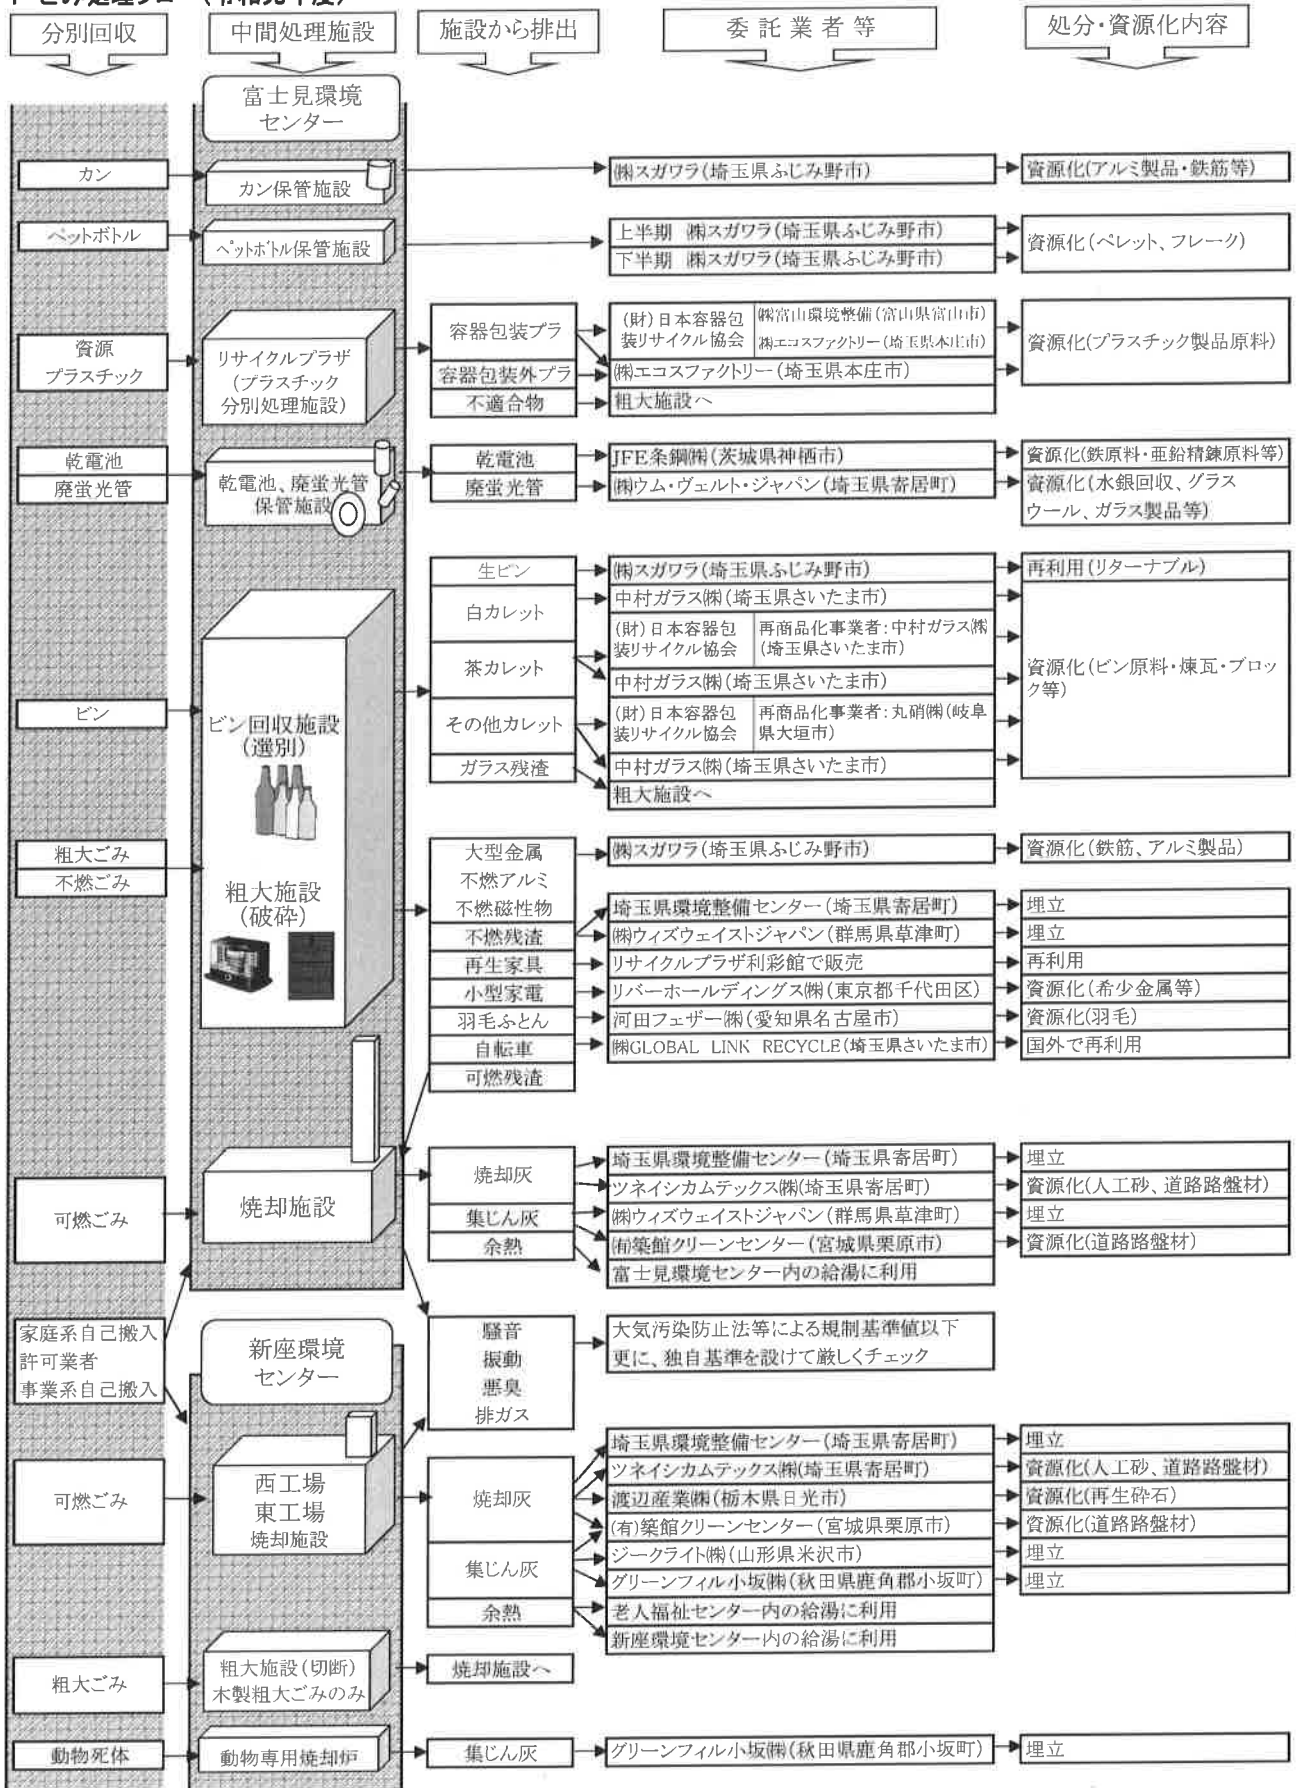 分別回収
中間処理施設
施設から排出
委託業者等
処分・資源化内容
富士見環境
センター
カン
カン保管施設
㈱スガワラ(埼玉県ふじみ野市)
資源化(アルミ製品・鉄筋等)
ペットボトル
ペットボトル保管施設
上半期 ㈱スガワラ(埼玉県ふじみ野市)
下半期 ㈱スガワラ(埼玉県ふじみ野市)
資源化(ペレット、フレーク)
資源
プラスチック
リサイクルプラザ
(プラスチック
分別処理施設)
容器包装プラ
(財)日本容器包
装リサイクル協会
㈱富山環境整備(富山県富山市)
㈱エコスファクトリー(埼玉県本庄市)
資源化(プラスチック製品原料)
容器包装外プラ
㈱エコスファクトリー(埼玉県本庄市)
不適合物
粗大施設へ
乾電池
廃蛍光管
乾電池、廃蛍光管
保管施設
乾電池
JFE条鋼㈱(茨城県神栖市)
資源化(鉄原料・亜鉛精錬原料等)
廃蛍光管
㈱ウム・ヴェルト・ジャパン(埼玉県寄居町)
資源化(水銀回収、グラス
ウール、ガラス製品等)
ビン
ビン回収施設
(選別)
生ビン
㈱スガワラ(埼玉県ふじみ野市)
再利用(リターナブル)
白カレット
中村ガラス㈱(埼玉県さいたま市)
(財)日本容器包
装リサイクル協会
再商品化事業者:中村ガラス㈱
(埼玉県さいたま市)
茶カレット
中村ガラス㈱(埼玉県さいたま市)
資源化(ビン原料・煉瓦・ブロッ
ク等)
その他カレット
(財)日本容器包
装リサイクル協会
再商品化事業者:丸硝㈱(岐阜
県大垣市)
ガラス残渣
中村ガラス㈱(埼玉県さいたま市)
粗大施設へ
粗大ごみ
不燃ごみ
粗大施設
(破砕)
大型金属
不燃アルミ
不燃磁性物
㈱スガワラ(埼玉県ふじみ野市)
資源化(鉄筋、アルミ製品)
不燃残渣
埼玉県環境整備センター(埼玉県寄居町)
埋立
㈱ウィズウェイストジャパン(群馬県草津町)
埋立
再生家具
リサイクルプラザ利彩館で販売
再利用
小型家電
リバーホールディングス㈱(東京都千代田区)
資源化(希少金属等)
羽毛ふとん
河田フェザー㈱(愛知県名古屋市)
資源化(羽毛)
自転車
㈱GLOBAL LINK RECYCLE(埼玉県さいたま市)
国外で再利用
可燃残渣
可燃ごみ
焼却施設
焼却灰
埼玉県環境整備センター(埼玉県寄居町)
埋立
ツネイシカムテックス㈱(埼玉県寄居町)
資源化(人工砂、道路路盤材)
集じん灰
㈱ウィズウェイストジャパン(群馬県草津町)
埋立
余熱
㈲築館クリーンセンター(宮城県栗原市)
資源化(道路路盤材)
富士見環境センター内の給湯に利用
家庭系自己搬入
許可業者
事業系自己搬入
新座環境
センター
騒音
振動
悪臭
排ガス
大気汚染防止法等による規制基準値以下
更に、独自基準を設けて厳しくチェック
可燃ごみ
西工場
東工場
焼却施設
焼却灰
埼玉県環境整備センター(埼玉県寄居町)
埋立
ツネイシカムテックス㈱(埼玉県寄居町)
資源化(人工砂、道路路盤材)
渡辺産業㈱(栃木県日光市)
資源化(再生砕石)
(有)築館クリーンセンター(宮城県栗原市)
資源化(道路路盤材)
集じん灰
ジークライト㈱(山形県米沢市)
埋立
グリーンフィル小坂㈱(秋田県鹿角郡小坂町)
埋立
余熱
老人福祉センター内の給湯に利用
新座環境センター内の給湯に利用
粗大ごみ
粗大施設(切断)
木製粗大ごみのみ
焼却施設へ
動物死体
動物専用焼却炉
集じん灰
グリーンフィル小坂㈱(秋田県鹿角郡小坂町)
埋立